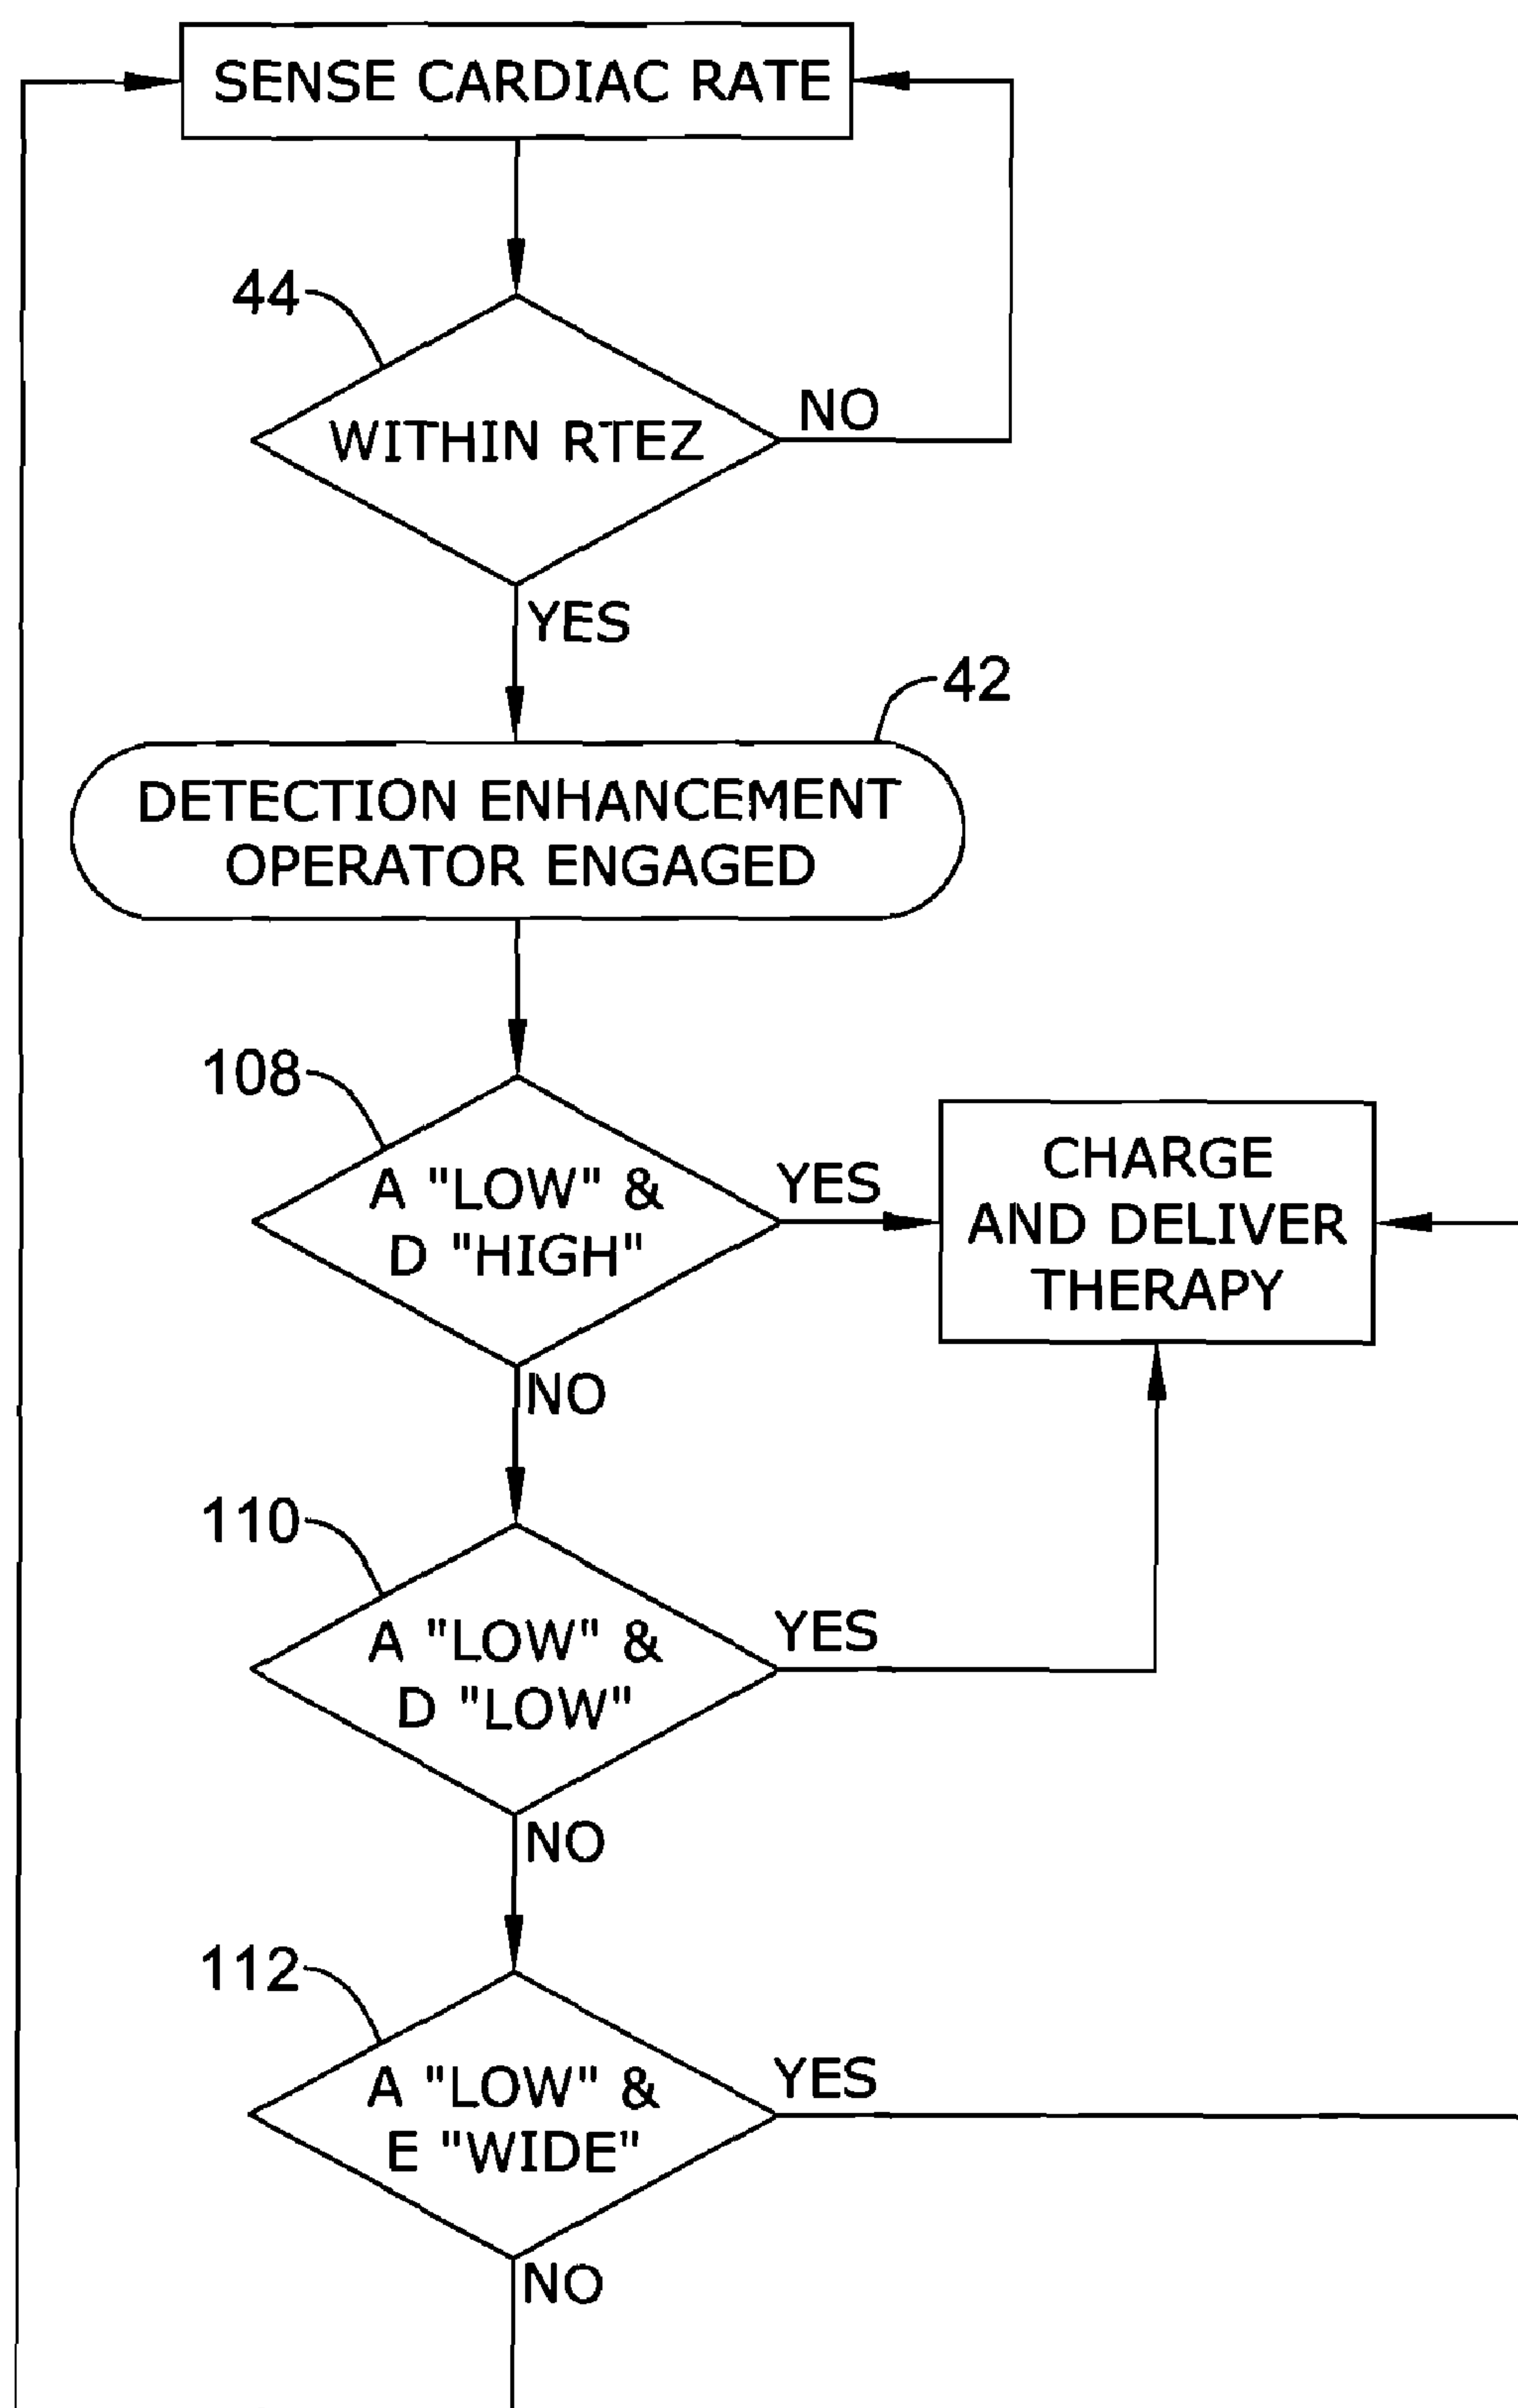 SENSE CARDIAC RATE
44
WITHIN RTEZ
NO
YES
42
DETECTION ENHANCEMENT
OPERATOR ENGAGED
108
A "LOW" &
D "HIGH"
YES
CHARGE
AND DELIVER
THERAPY
NO
110
A "LOW" &
D "LOW"
YES
NO
112
A "LOW" &
E "WIDE"
YES
NO